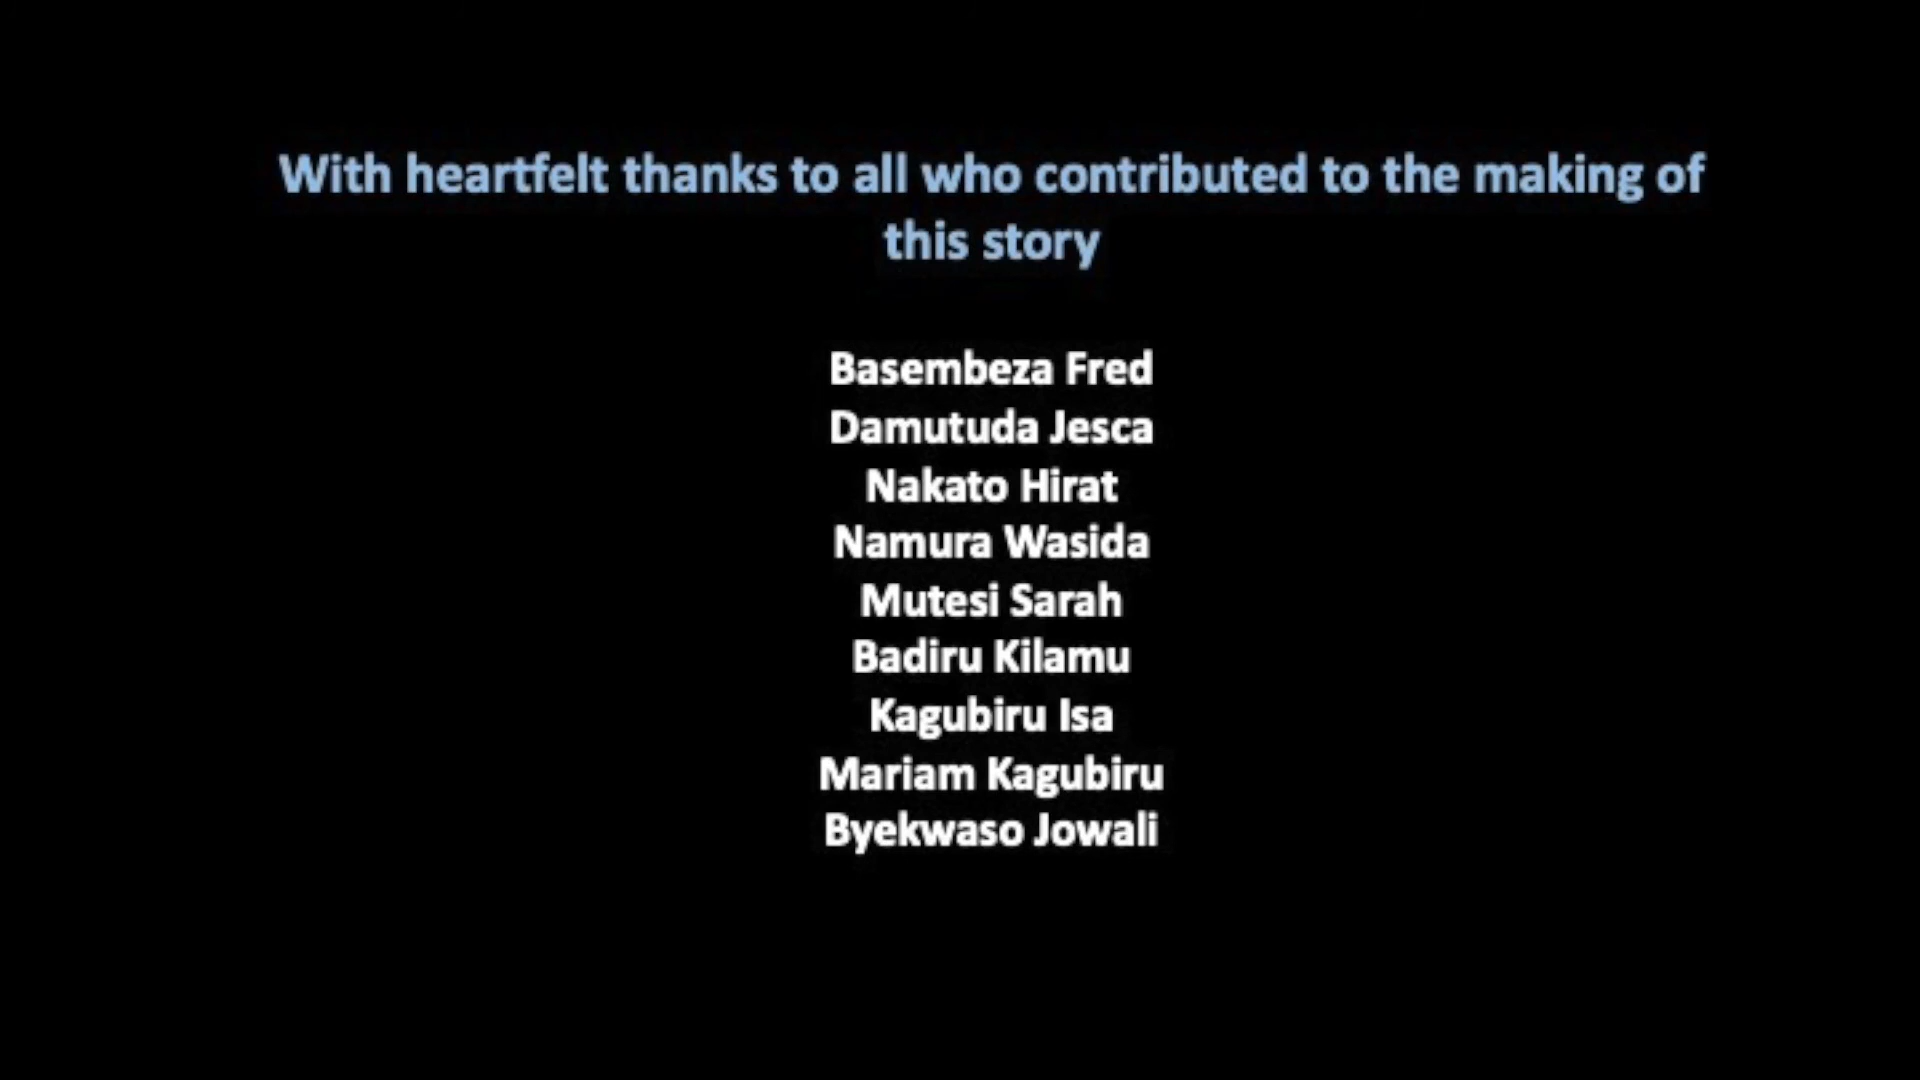 With heartfelt thanks to all who contributed to the making of
this story
Basembeza Fred
Damutuda Jesca
Nakato Hirat
Namura Wasida
Mutesi Sarah
Badiru Kilamu
Kagubiru Isa
Mariam Kagubiru
Byekwaso Jowali